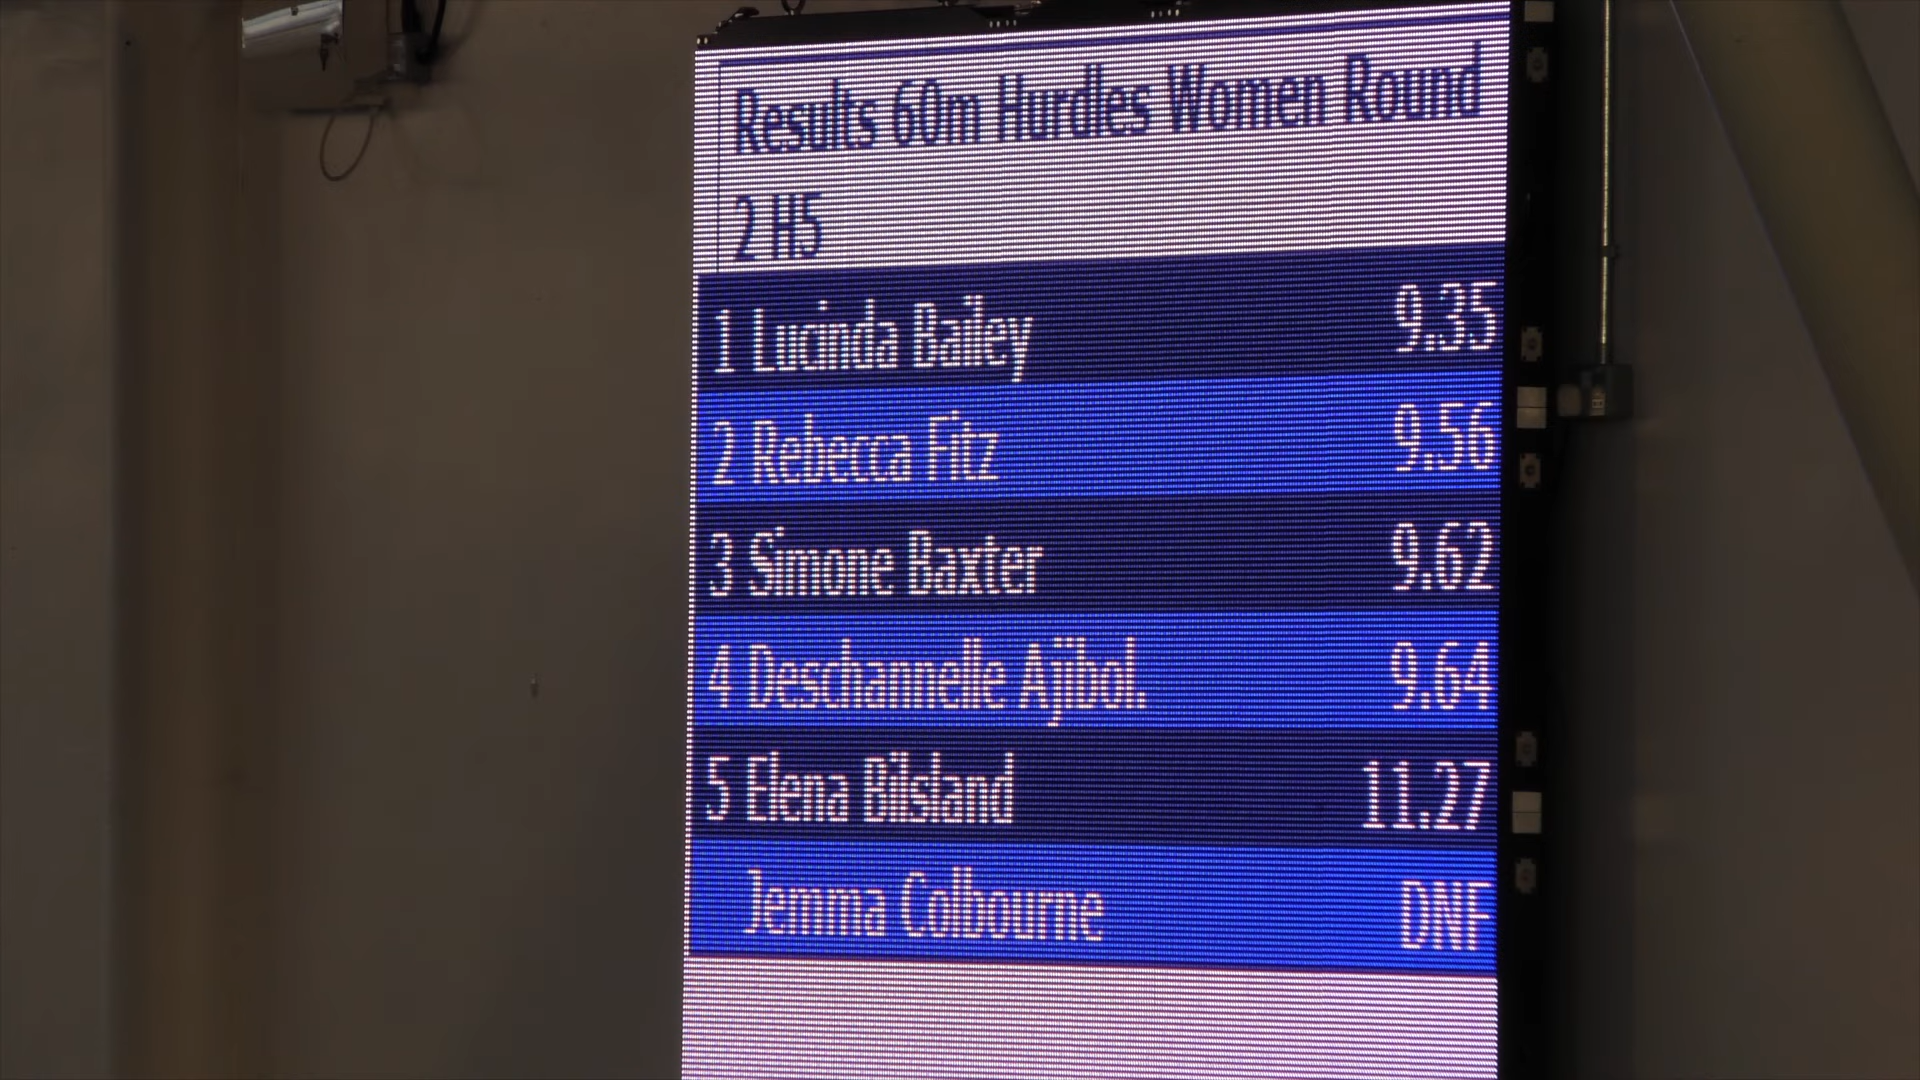 Results 60m Hurdles Women Round
2 H5
1 Lucinda Bailey 9.35
2 Rebecca Fitz 9.56
3 Simone Baxter 9.62
4 Deschannelle Ajibol. 9.64
5 Elena Bilsland 11.27
Jemma Colbourne DNF